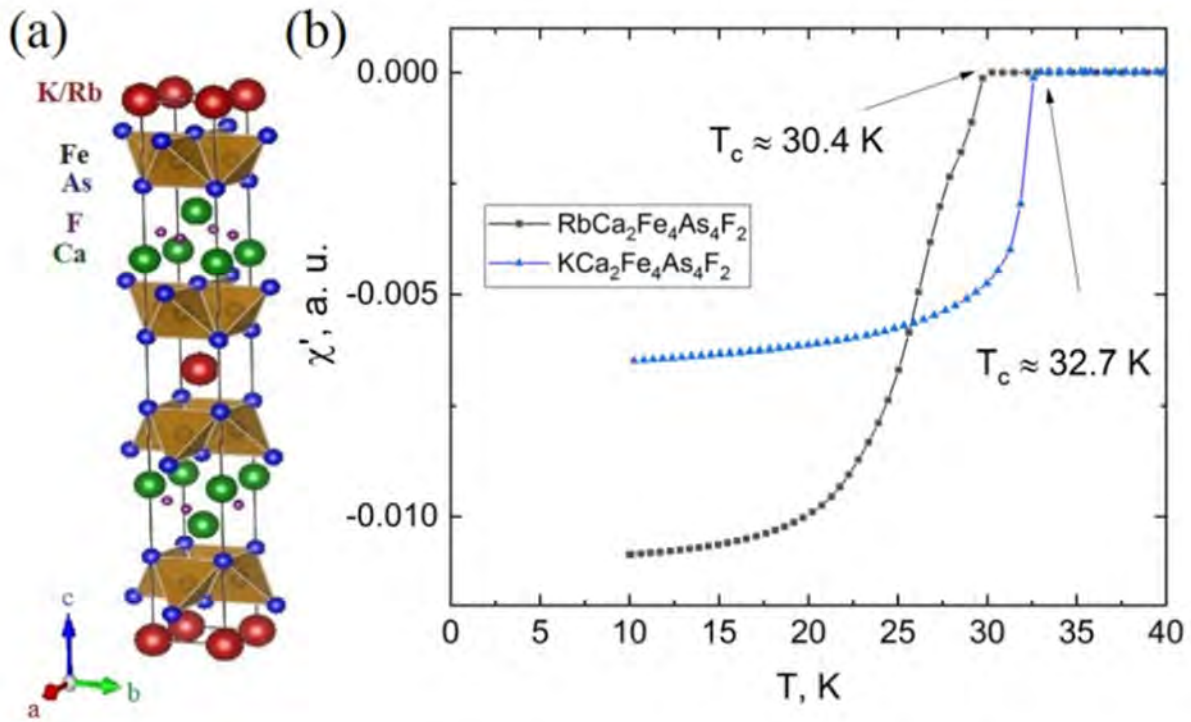 (a)
K/Rb
Fe
As
F
Ca
c
a
b
(b)
0.000
-0.005
-0.010
χ', a. u.
T_c ≈ 30.4 K
RbCa₂Fe₄As₄F₂
KCa₂Fe₄As₄F₂
T_c ≈ 32.7 K
0 5 10 15 20 25 30 35 40
T, K